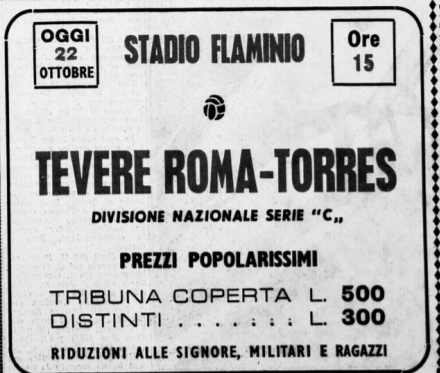 OGGI
22
OTTOBRE
STADIO FLAMINIO
Ore
15
TEVERE ROMA-TORRES
DIVISIONE NAZIONALE SERIE "C„
PREZZI POPOLARISSIMI
TRIBUNA COPERTA L. 500
DISTINTI . . . . : : : L. 300
RIDUZIONI ALLE SIGNORE, MILITARI E RAGAZZI